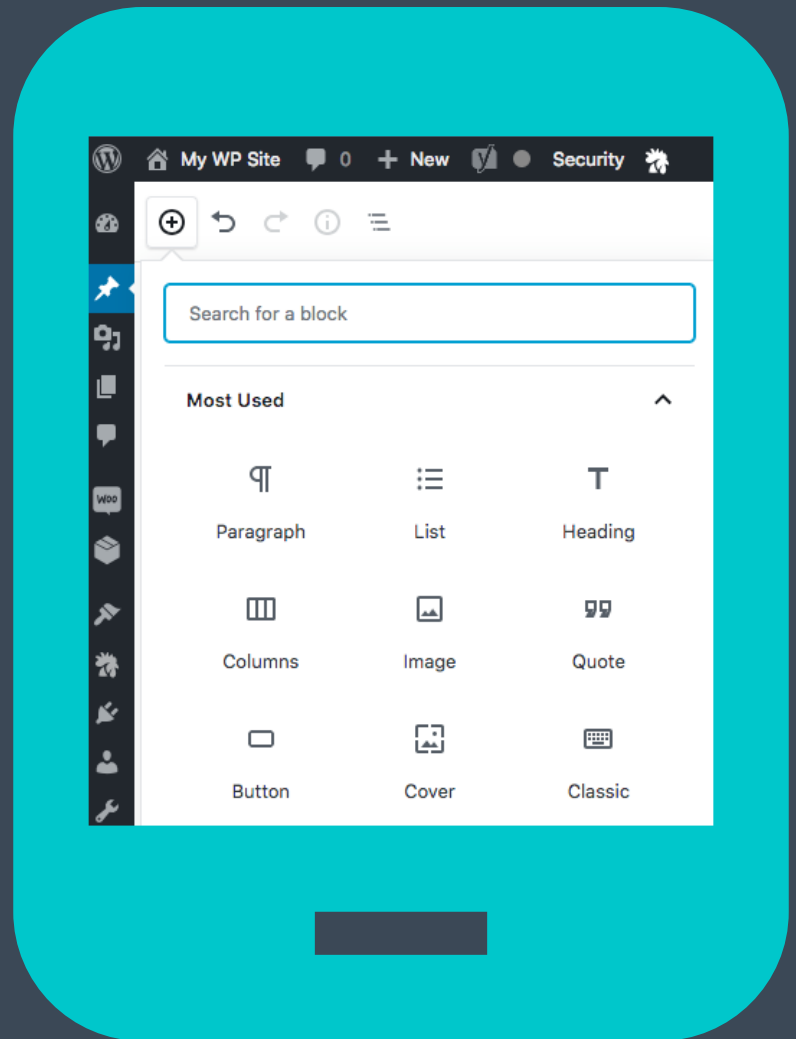 My WP Site 0 New Security
Search for a block
Most Used
Paragraph List Heading
Woo
Columns Image Quote
Button Cover Classic